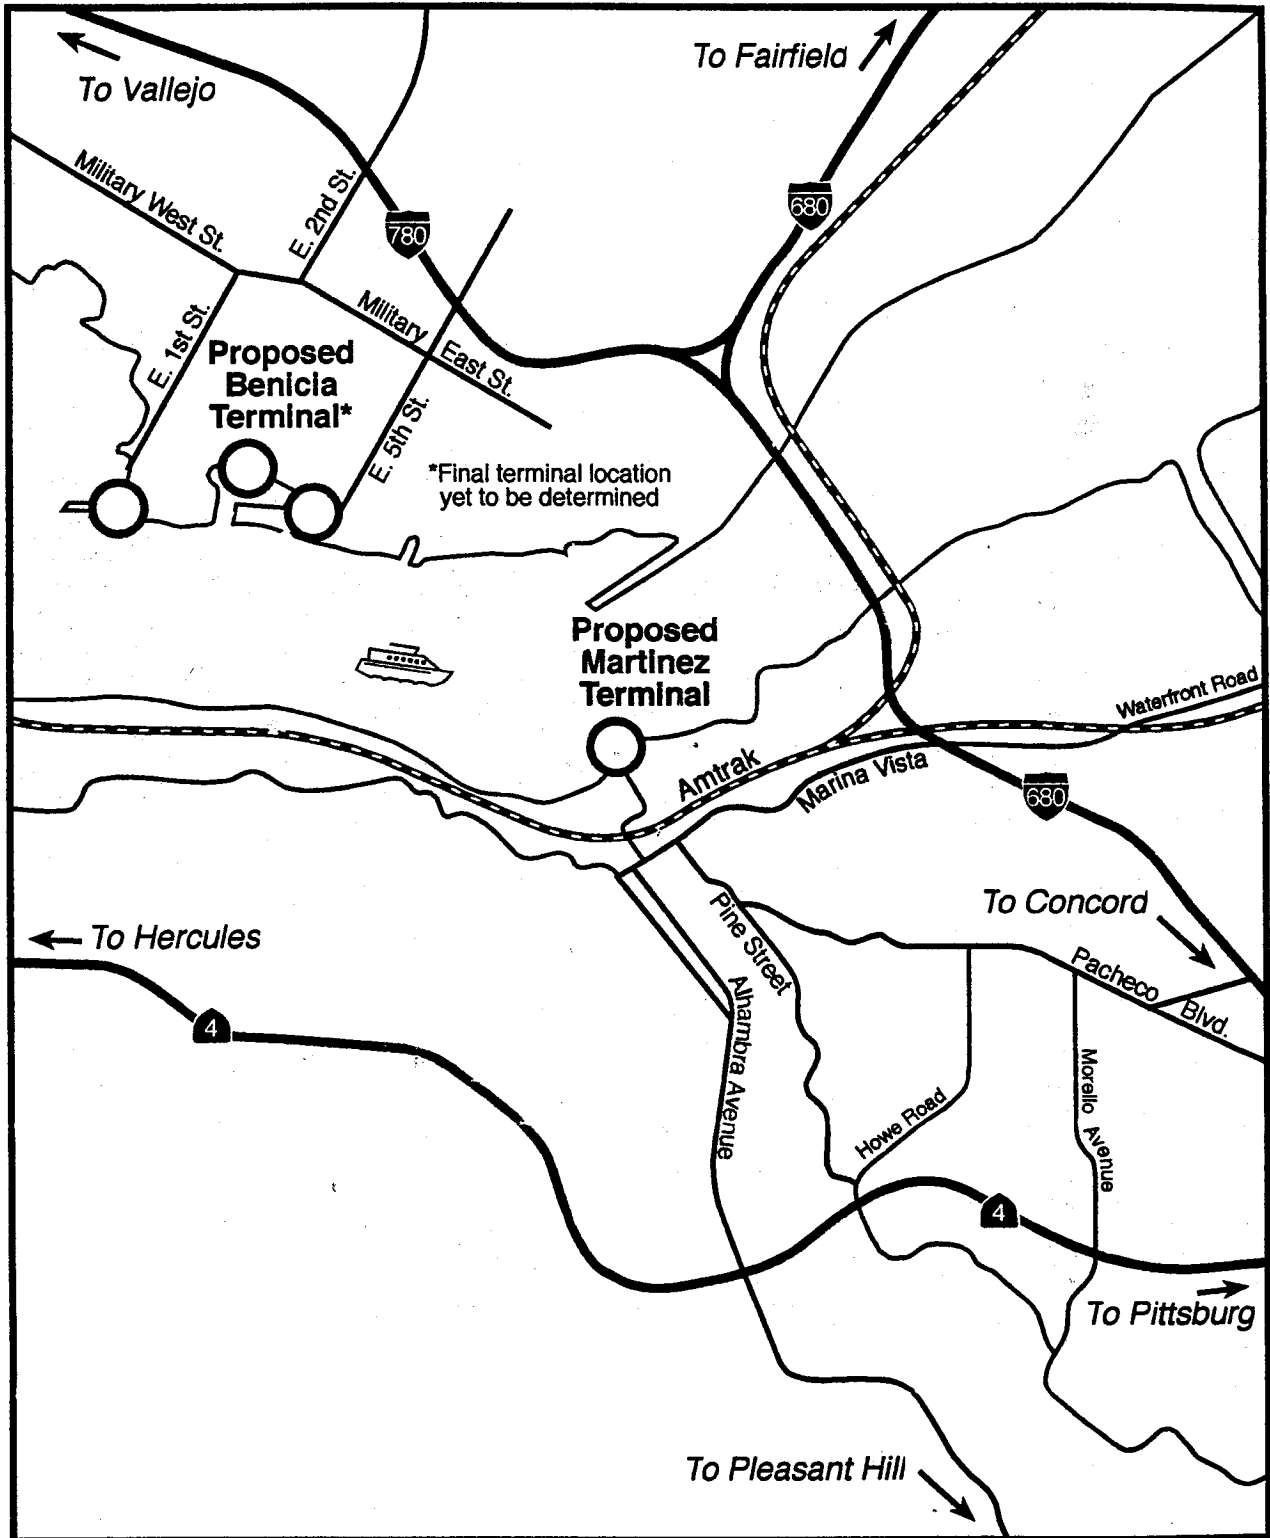 To Vallejo
To Fairfield
Military West St.
E. 2nd St.
780
680
E. 1st St.
Military
East St.
Proposed
Benicia
Terminal*
E. 5th St.
*Final terminal location
yet to be determined
Proposed
Martinez
Terminal
Waterfront Road
Amtrak
Marina Vista
680
To Concord
Pine Street
To Hercules
Pacheco
Blvd.
4
Alhambra Avenue
Morello
Avenue
Howe Road
4
To Pittsburg
To Pleasant Hill